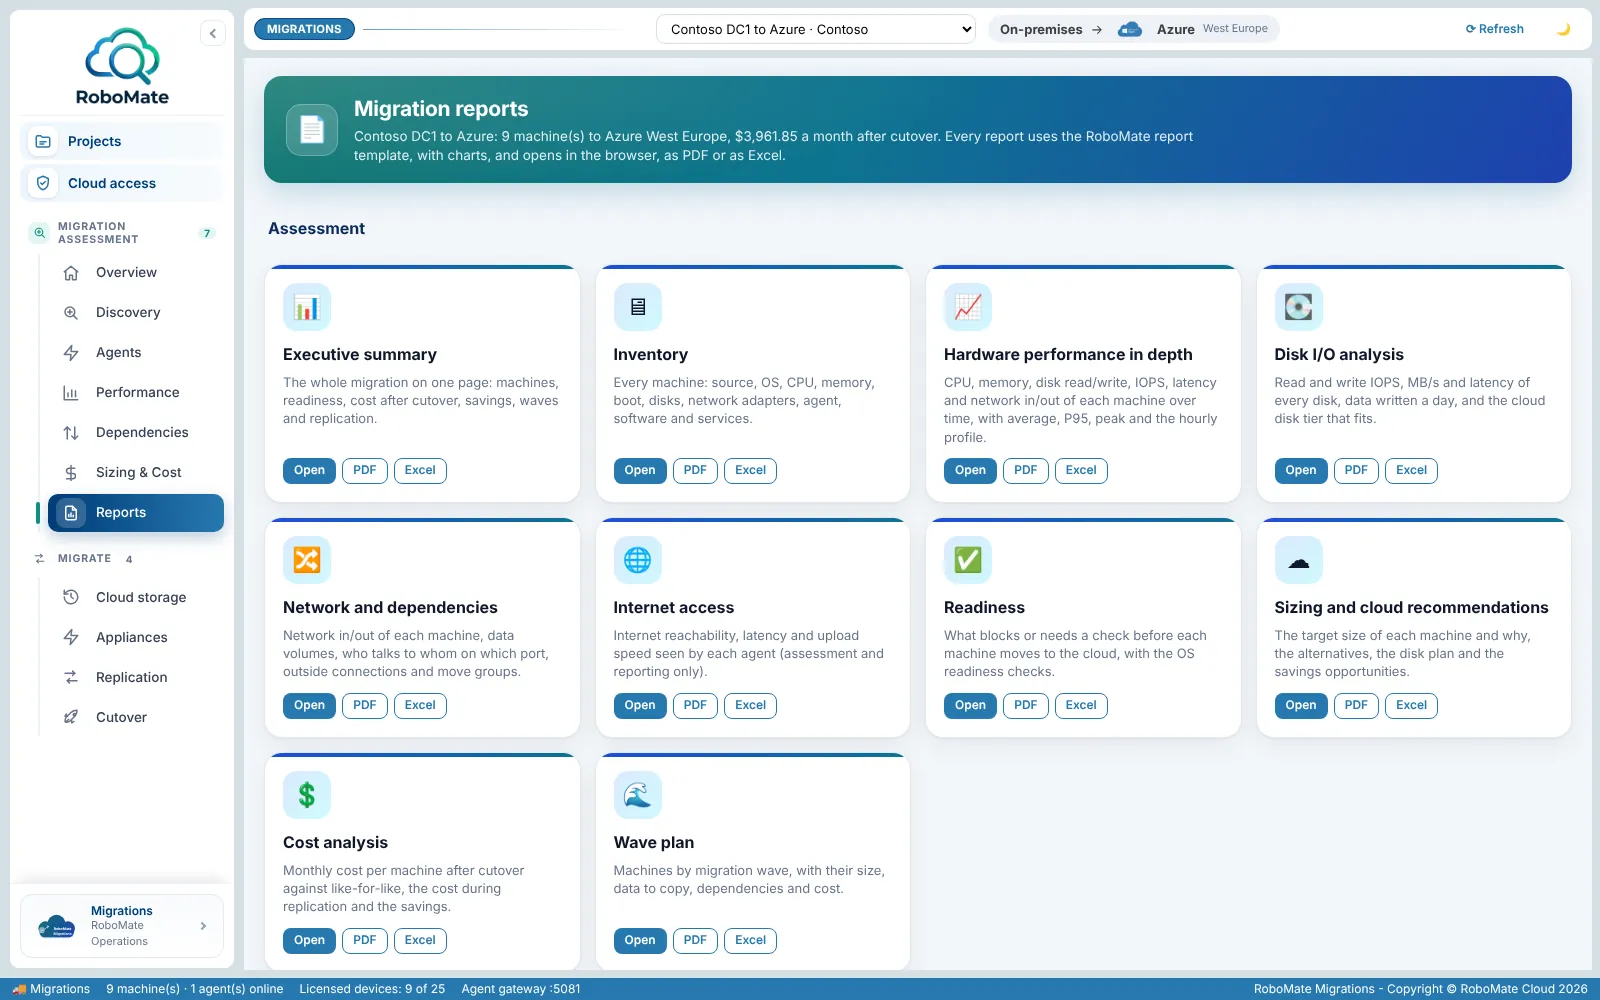 RoboMate
Projects
Cloud access
MIGRATION
ASSESSMENT
7
Overview
Discovery
Agents
Performance
Dependencies
Sizing & Cost
Reports
MIGRATE 4
Cloud storage
Appliances
Replication
Cutover
Migrations
RoboMate
Operations
MIGRATIONS
Contoso DC1 to Azure · Contoso
On-premises → Azure West Europe
⟳ Refresh
Migration reports
Contoso DC1 to Azure: 9 machine(s) to Azure West Europe, $3,961.85 a month after cutover. Every report uses the RoboMate report
template, with charts, and opens in the browser, as PDF or as Excel.
Assessment
Executive summary
The whole migration on one page: machines,
readiness, cost after cutover, savings, waves
and replication.
Open PDF Excel
Inventory
Every machine: source, OS, CPU, memory,
boot, disks, network adapters, agent,
software and services.
Open PDF Excel
Hardware performance in depth
CPU, memory, disk read/write, IOPS, latency
and network in/out of each machine over
time, with average, P95, peak and the hourly
profile.
Open PDF Excel
Disk I/O analysis
Read and write IOPS, MB/s and latency of
every disk, data written a day, and the cloud
disk tier that fits.
Open PDF Excel
Network and dependencies
Network in/out of each machine, data
volumes, who talks to whom on which port,
outside connections and move groups.
Open PDF Excel
Internet access
Internet reachability, latency and upload
speed seen by each agent (assessment and
reporting only).
Open PDF Excel
Readiness
What blocks or needs a check before each
machine moves to the cloud, with the OS
readiness checks.
Open PDF Excel
Sizing and cloud recommendations
The target size of each machine and why,
the alternatives, the disk plan and the
savings opportunities.
Open PDF Excel
Cost analysis
Monthly cost per machine after cutover
against like-for-like, the cost during
replication and the savings.
Open PDF Excel
Wave plan
Machines by migration wave, with their size,
data to copy, dependencies and cost.
Open PDF Excel
Migrations 9 machine(s) · 1 agent(s) online Licensed devices: 9 of 25 Agent gateway :5081
RoboMate Migrations - Copyright © RoboMate Cloud 2026